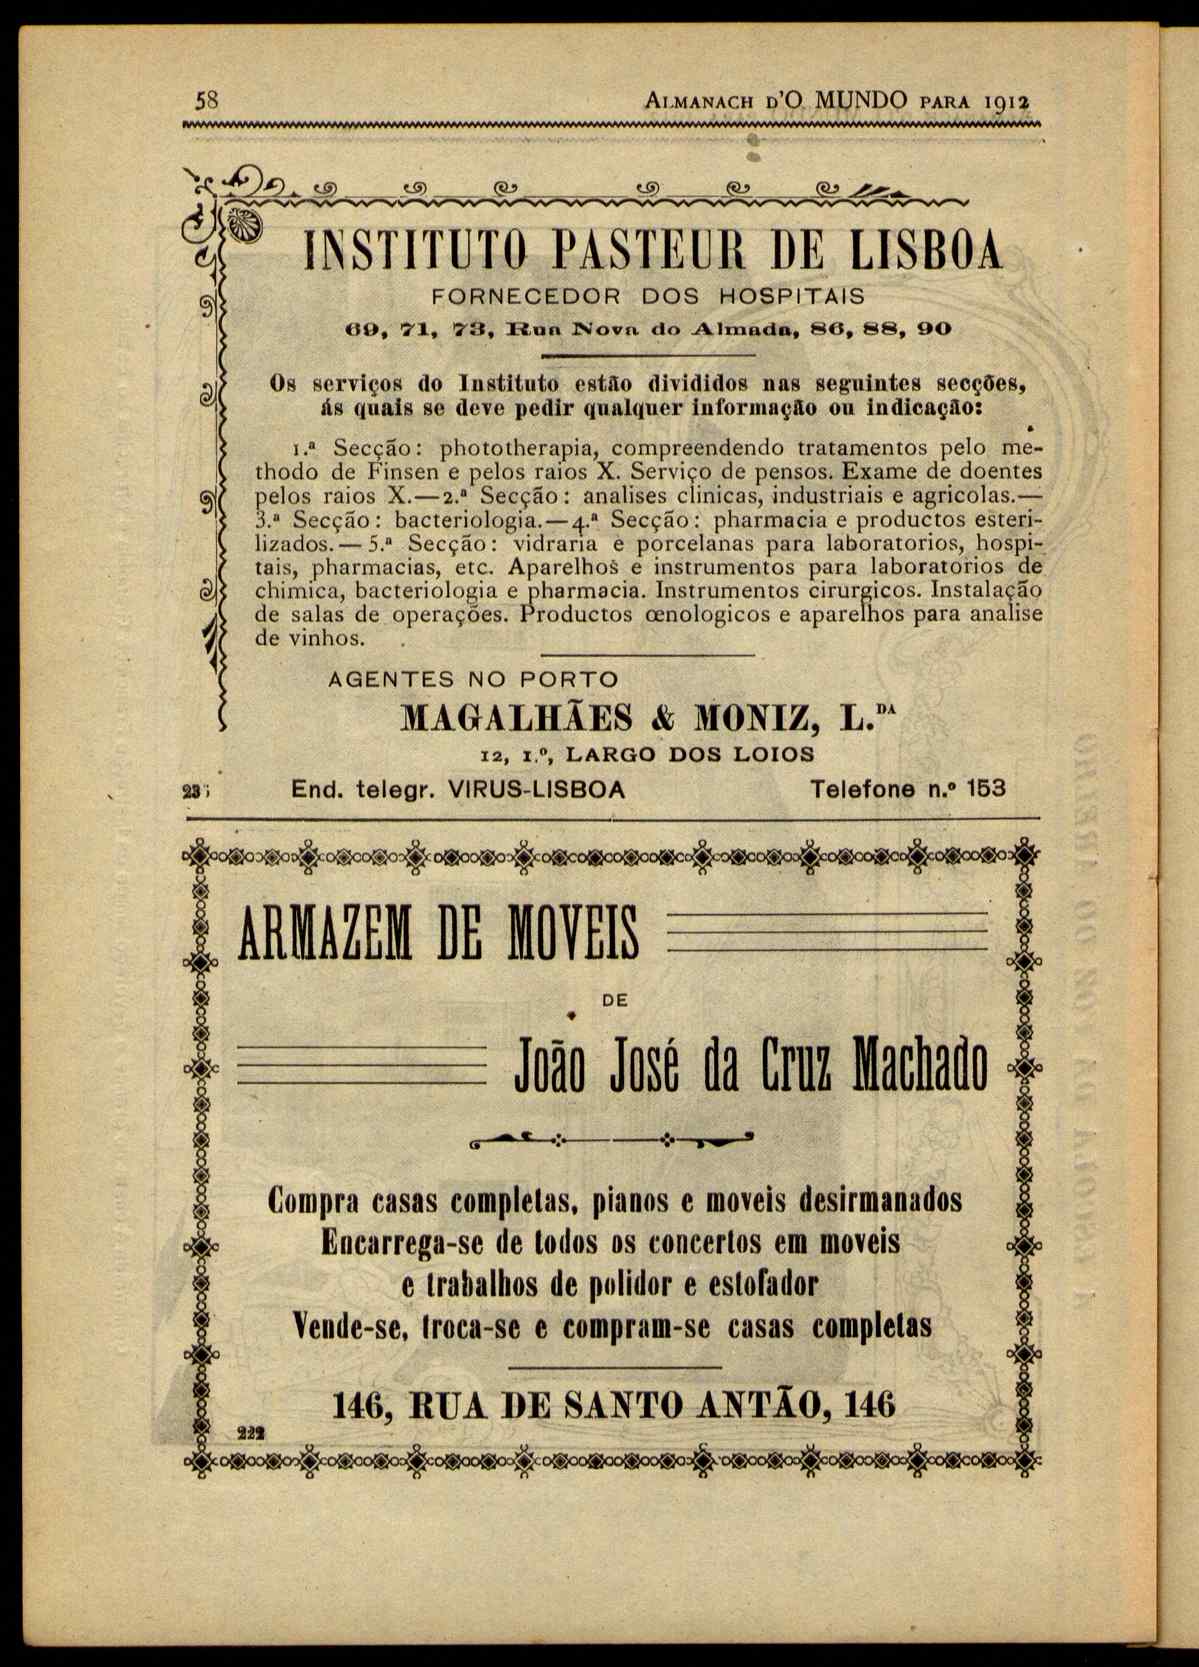 58
ALMANACH D'O MUNDO PARA 1912
INSTITUTO PASTEUR DE LISBOA
FORNECEDOR DOS HOSPITAIS
69, 71, 73, Rua Nova do Almada, 86, 88, 90
Os serviços do Instituto estão divididos nas seguintes secções,
ás quais se deve pedir qualquer informação ou indicação:
1.ª Secção: phototherapia, compreendendo tratamentos pelo me-
thodo de Finsen e pelos raios X. Serviço de pensos. Exame de doentes
pelos raios X.—2.ª Secção: analises clinicas, industriais e agricolas.—
3.ª Secção: bacteriologia.—4.ª Secção: pharmacia e productos esteri-
lizados.—5.ª Secção: vidraria e porcelanas para laboratorios, hospi-
tais, pharmacias, etc. Aparelhos e instrumentos para laboratorios de
chimica, bacteriologia e pharmacia. Instrumentos cirurgicos. Instalação
de salas de operações. Productos œnologicos e aparelhos para analise
de vinhos.
AGENTES NO PORTO
MAGALHÃES & MONIZ, L.DA
12, 1.º, LARGO DOS LOIOS
End. telegr. VIRUS-LISBOA
Telefone n.º 153
ARMAZEM DE MOVEIS
DE
João José da Cruz Machado
Compra casas completas, pianos e moveis desirmanados
Encarrega-se de todos os concertos em moveis
e trabalhos de polidor e estofador
Vende-se, troca-se e compram-se casas completas
146, RUA DE SANTO ANTÃO, 146
222